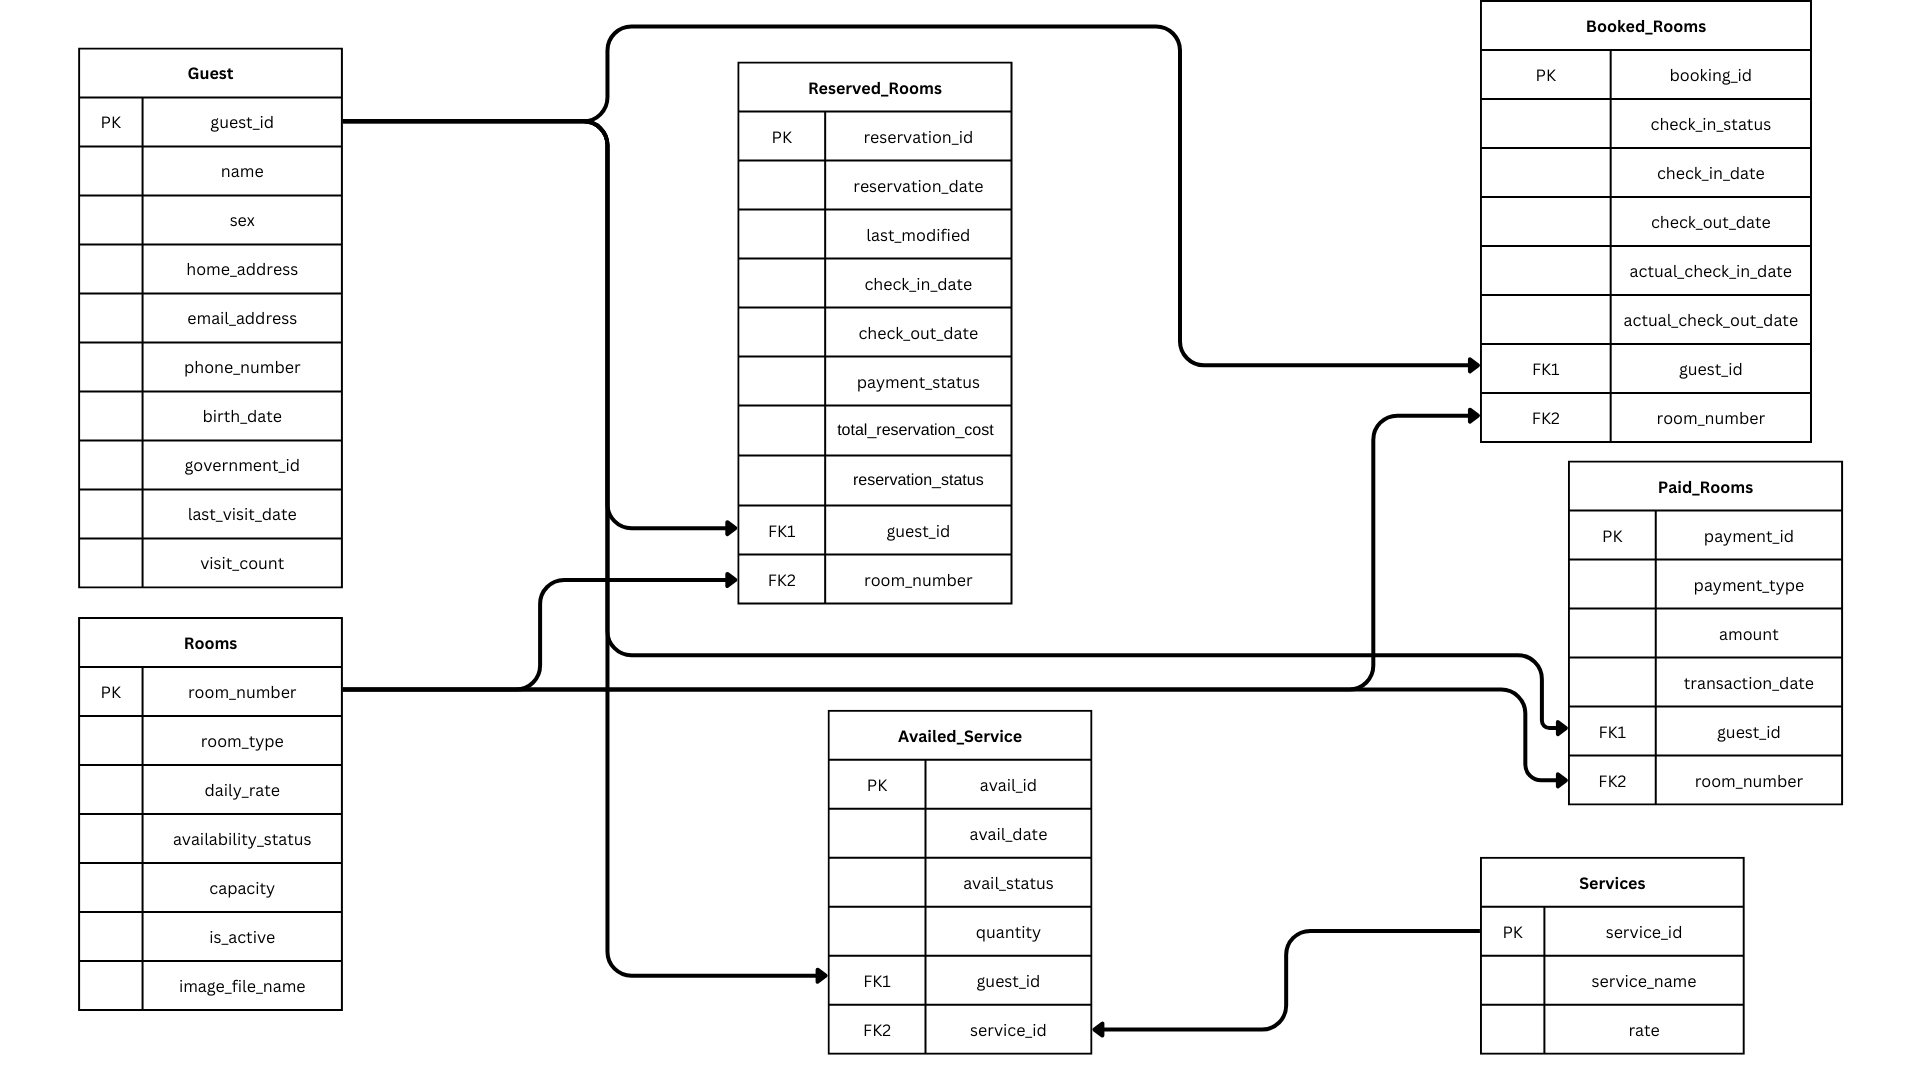 Guest
PK guest_id
name
sex
home_address
email_address
phone_number
birth_date
government_id
last_visit_date
visit_count
Rooms
PK room_number
room_type
daily_rate
availability_status
capacity
is_active
image_file_name
Reserved_Rooms
PK reservation_id
reservation_date
last_modified
check_in_date
check_out_date
payment_status
total_reservation_cost
reservation_status
FK1 guest_id
FK2 room_number
Availed_Service
PK avail_id
avail_date
avail_status
quantity
FK1 guest_id
FK2 service_id
Booked_Rooms
PK booking_id
check_in_status
check_in_date
check_out_date
actual_check_in_date
actual_check_out_date
FK1 guest_id
FK2 room_number
Paid_Rooms
PK payment_id
payment_type
amount
transaction_date
FK1 guest_id
FK2 room_number
Services
PK service_id
service_name
rate